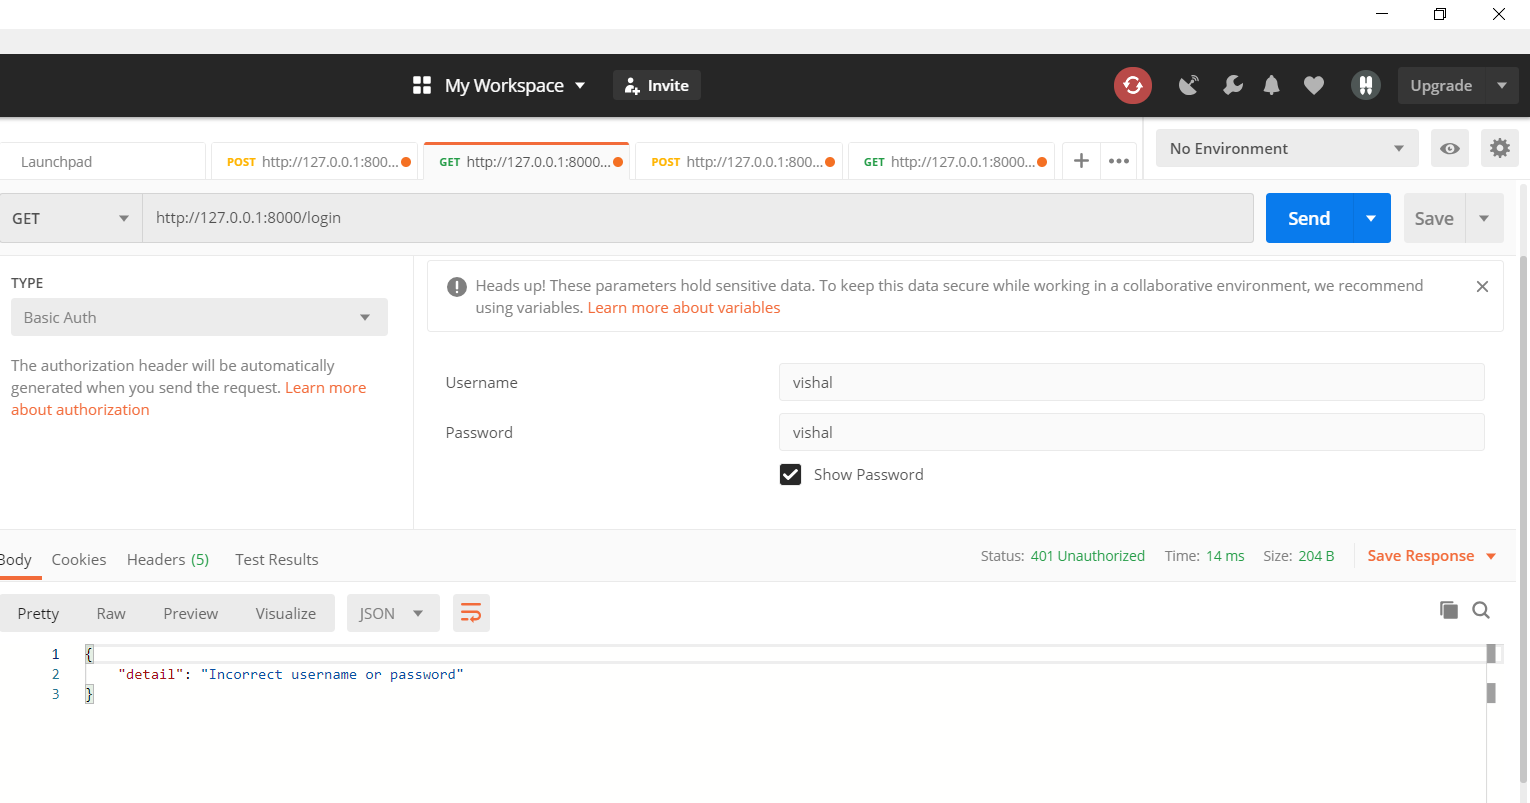 My Workspace
Invite
Upgrade
Launchpad
POST http://127.0.0.1:800...
GET http://127.0.0.1:8000...
POST http://127.0.0.1:800...
GET http://127.0.0.1:8000...
No Environment
GET
http://127.0.0.1:8000/login
Send
Save
TYPE
Basic Auth
The authorization header will be automatically
generated when you send the request. Learn more
about authorization
Heads up! These parameters hold sensitive data. To keep this data secure while working in a collaborative environment, we recommend
using variables. Learn more about variables
Username
vishal
Password
vishal
Show Password
Body Cookies Headers (5) Test Results
Status: 401 Unauthorized Time: 14 ms Size: 204 B
Save Response
Pretty Raw Preview Visualize JSON
1 {
2 "detail": "Incorrect username or password"
3 }